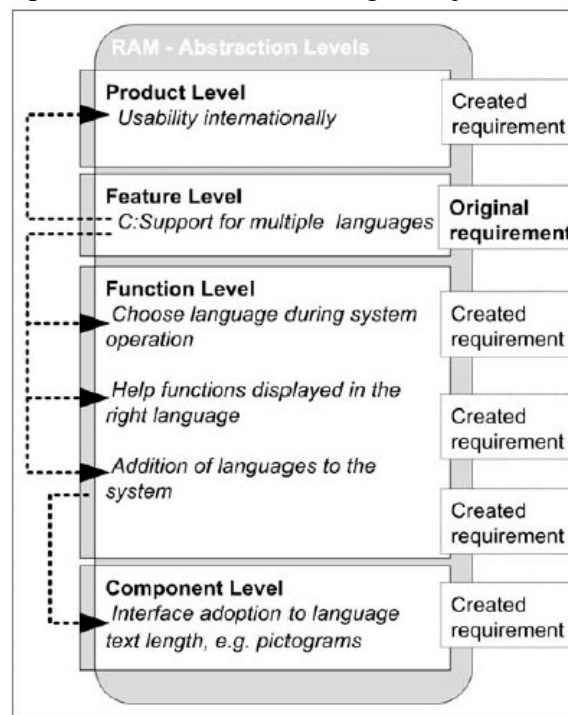 RAM - Abstraction Levels
Product Level
Usability internationally
Created
requirement
Feature Level
C:Support for multiple languages
Original
requirement
Function Level
Choose language during system
operation
Created
requirement
Help functions displayed in the
right language
Created
requirement
Addition of languages to the
system
Created
requirement
Component Level
Interface adoption to language
text length, e.g. pictograms
Created
requirement